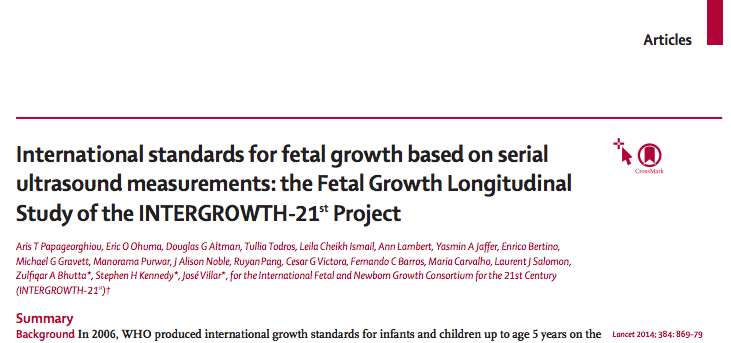 Articles
International standards for fetal growth based on serial
ultrasound measurements: the Fetal Growth Longitudinal
Study of the INTERGROWTH-21st Project
CrossMark
Aris T Papageorghiou, Eric O Ohuma, Douglas G Altman, Tullia Todros, Leila Cheikh Ismail, Ann Lambert, Yasmin A Jaffer, Enrico Bertino,
Michael G Gravett, Manorama Purwar, J Alison Noble, Ruyan Pang, Cesar G Victora, Fernando C Barros, Maria Carvalho, Laurent J Salomon,
Zulfiqar A Bhutta*, Stephen H Kennedy*, José Villar*, for the International Fetal and Newborn Growth Consortium for the 21st Century
(INTERGROWTH-21st)†
Summary
Background In 2006, WHO produced international growth standards for infants and children up to age 5 years on the
Lancet 2014; 384: 869–79